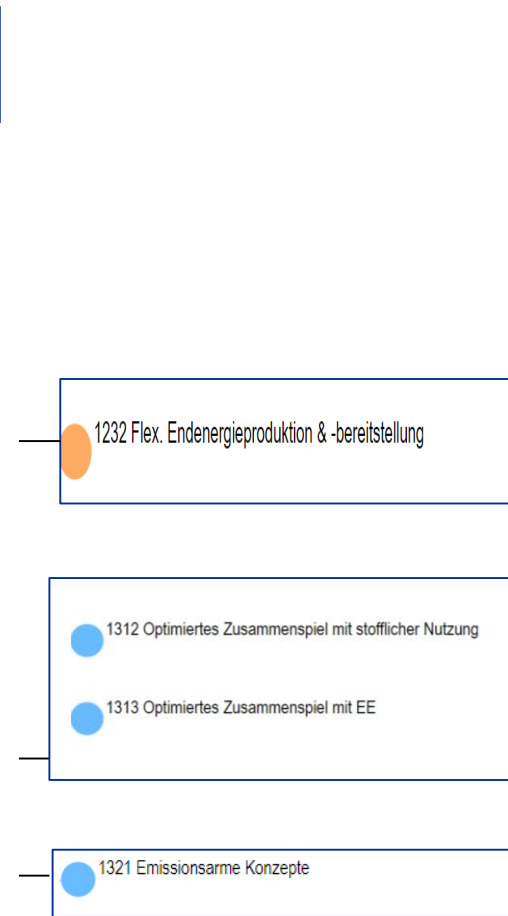 1232 Flex. Endenergieproduktion & -bereitstellung
1312 Optimiertes Zusammenspiel mit stofflicher Nutzung
1313 Optimiertes Zusammenspiel mit EE
1321 Emissionsarme Konzepte